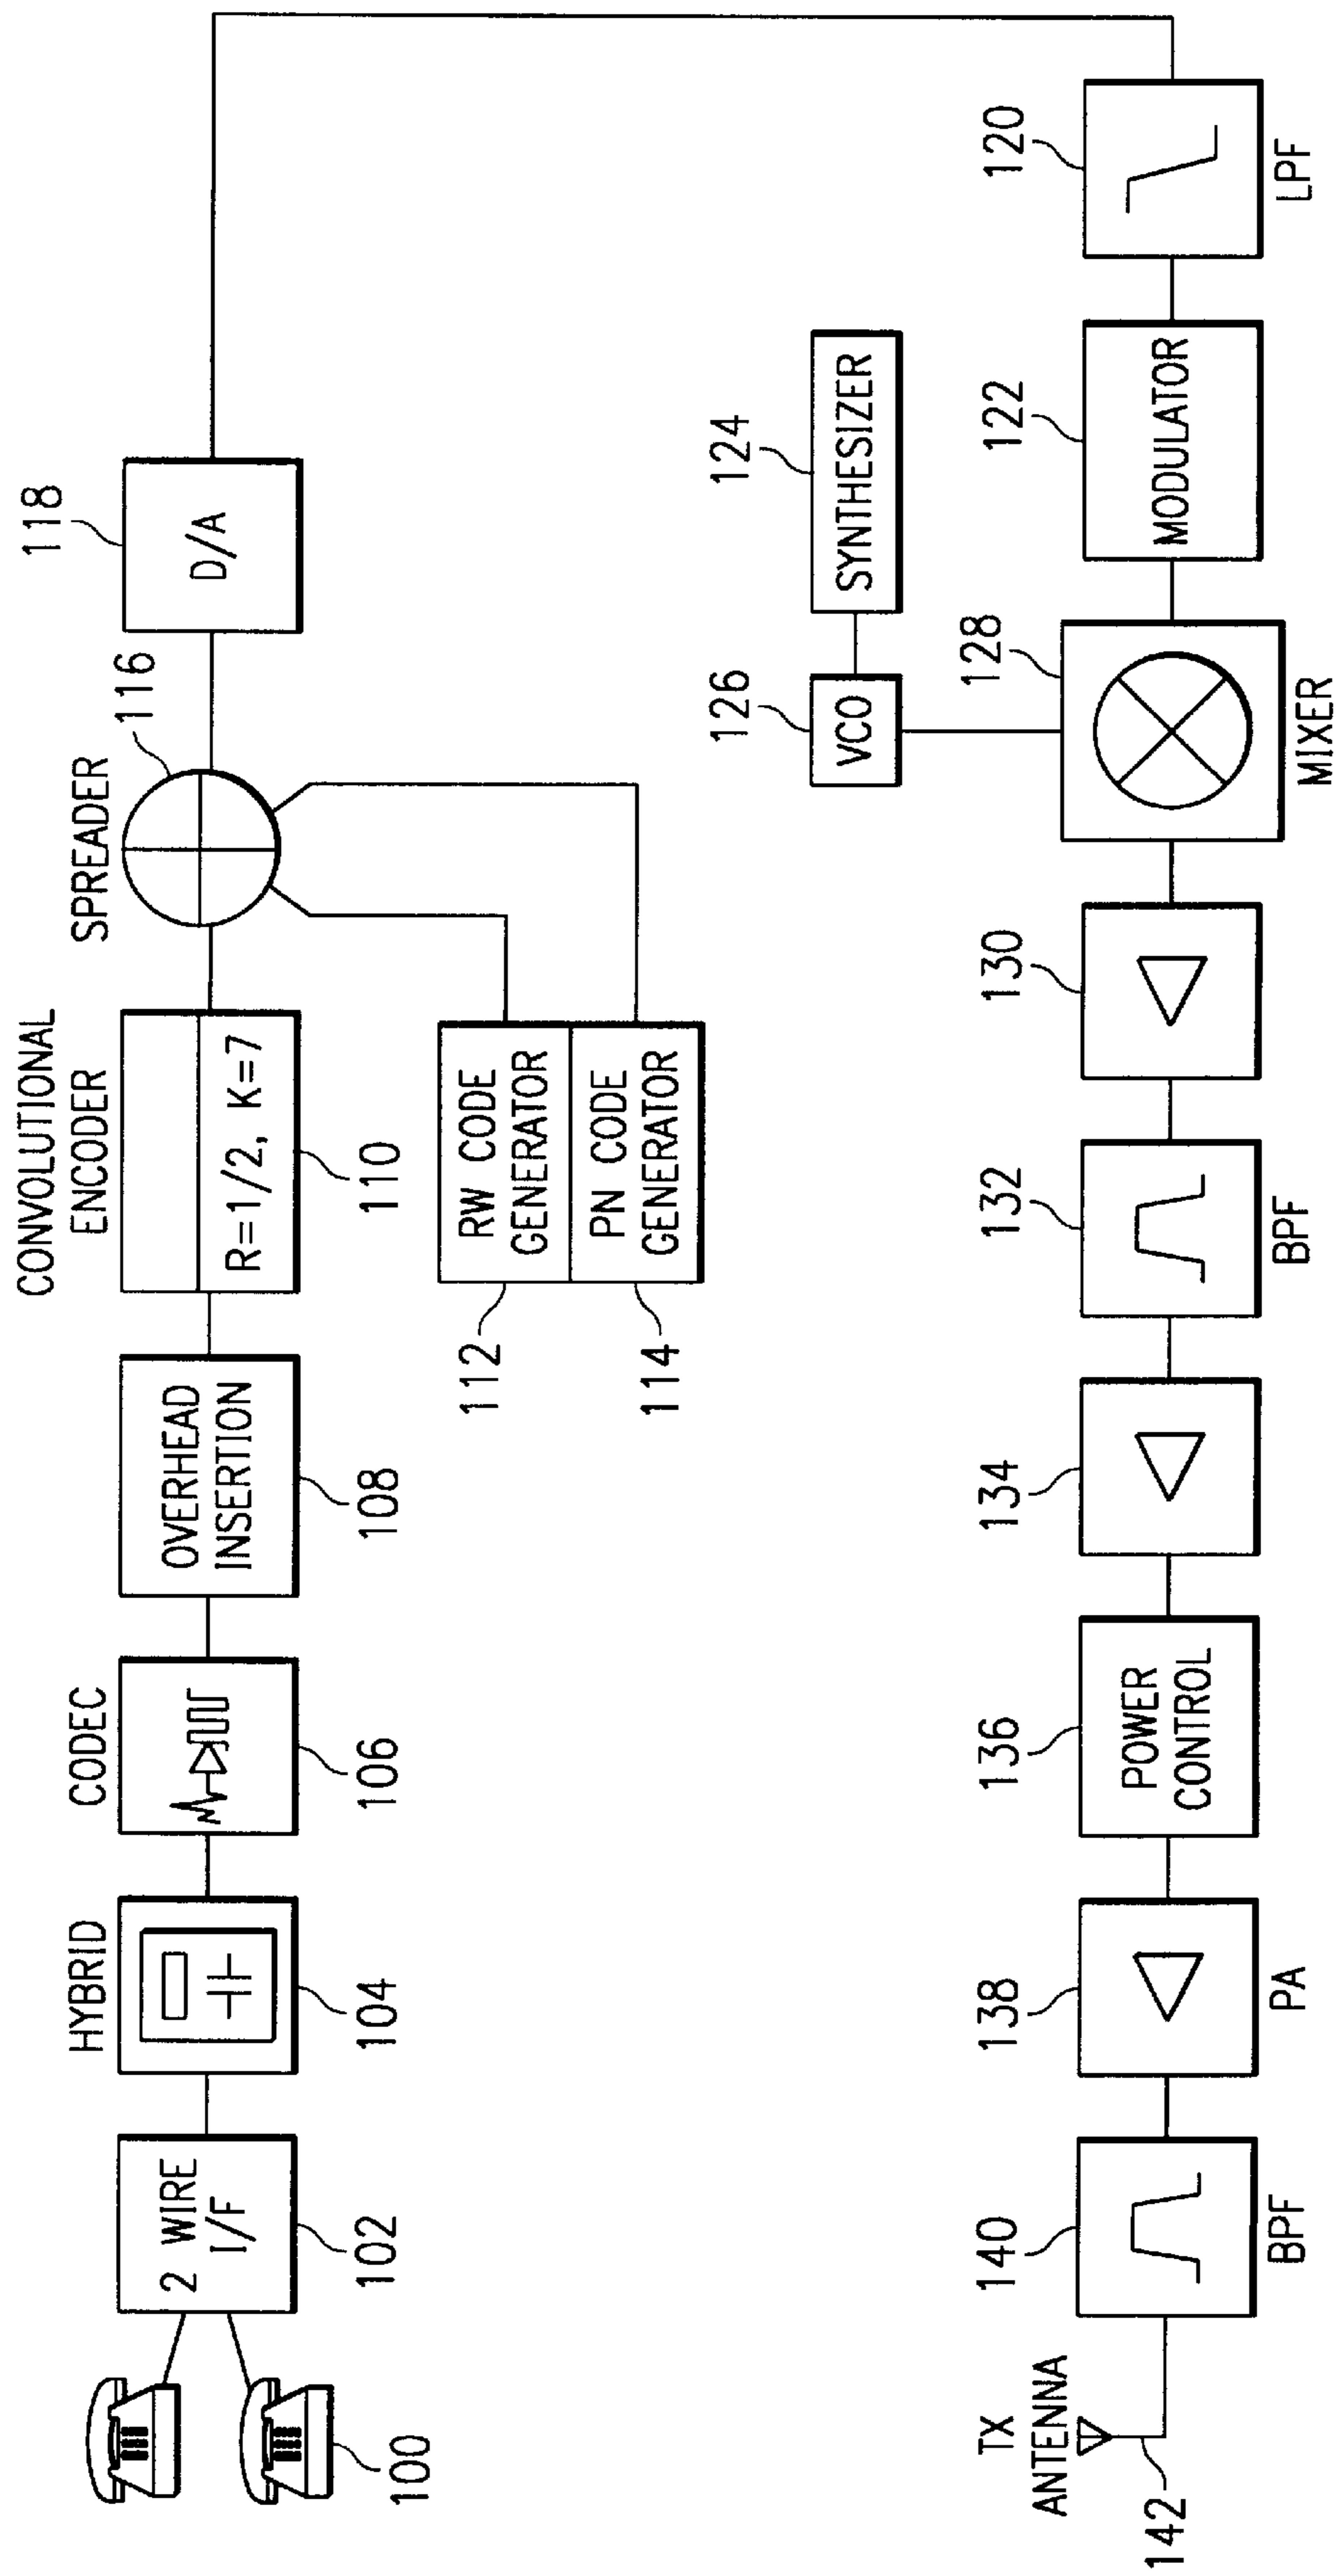 100
2 WIRE
I/F
102
HYBRID
104
CODEC
106
OVERHEAD
INSERTION
108
CONVOLUTIONAL
ENCODER
R=1/2, K=7
110
RW CODE
GENERATOR
112
PN CODE
GENERATOR
114
SPREADER
116
118
D/A
TX
ANTENNA
142
140
BPF
138
PA
136
POWER
CONTROL
134
132
BPF
130
128
MIXER
126
VCO
124
SYNTHESIZER
122
MODULATOR
120
LPF